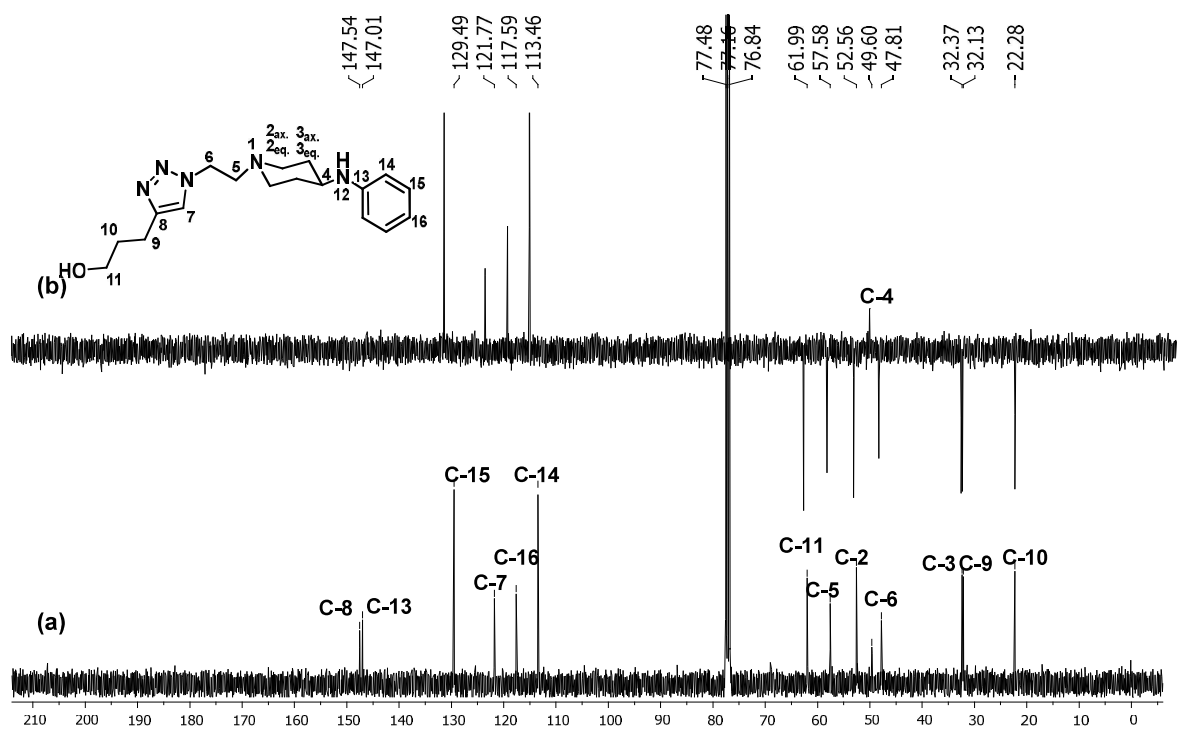 147.54
147.01
129.49
121.77
117.59
113.46
77.48
77.16
76.84
61.99
57.58
52.56
49.60
47.81
32.37
32.13
22.28
2ax. 3ax.
1 2eq. 3eq.
6 5 N 4 H N 12 13 14
15
16
N N N
7
8
10
9
HO 11
(b)
C-4
C-15 C-14
C-11 C-2 C-3 C-9 C-10
C-16
C-7 C-5
C-8 C-13 C-6
(a)
210 200 190 180 170 160 150 140 130 120 110 100 90 80 70 60 50 40 30 20 10 0